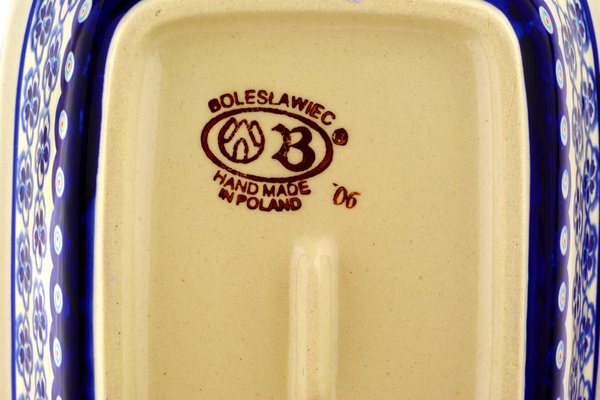 BOLESŁAWIEC ®
B
HAND MADE
IN POLAND
'06